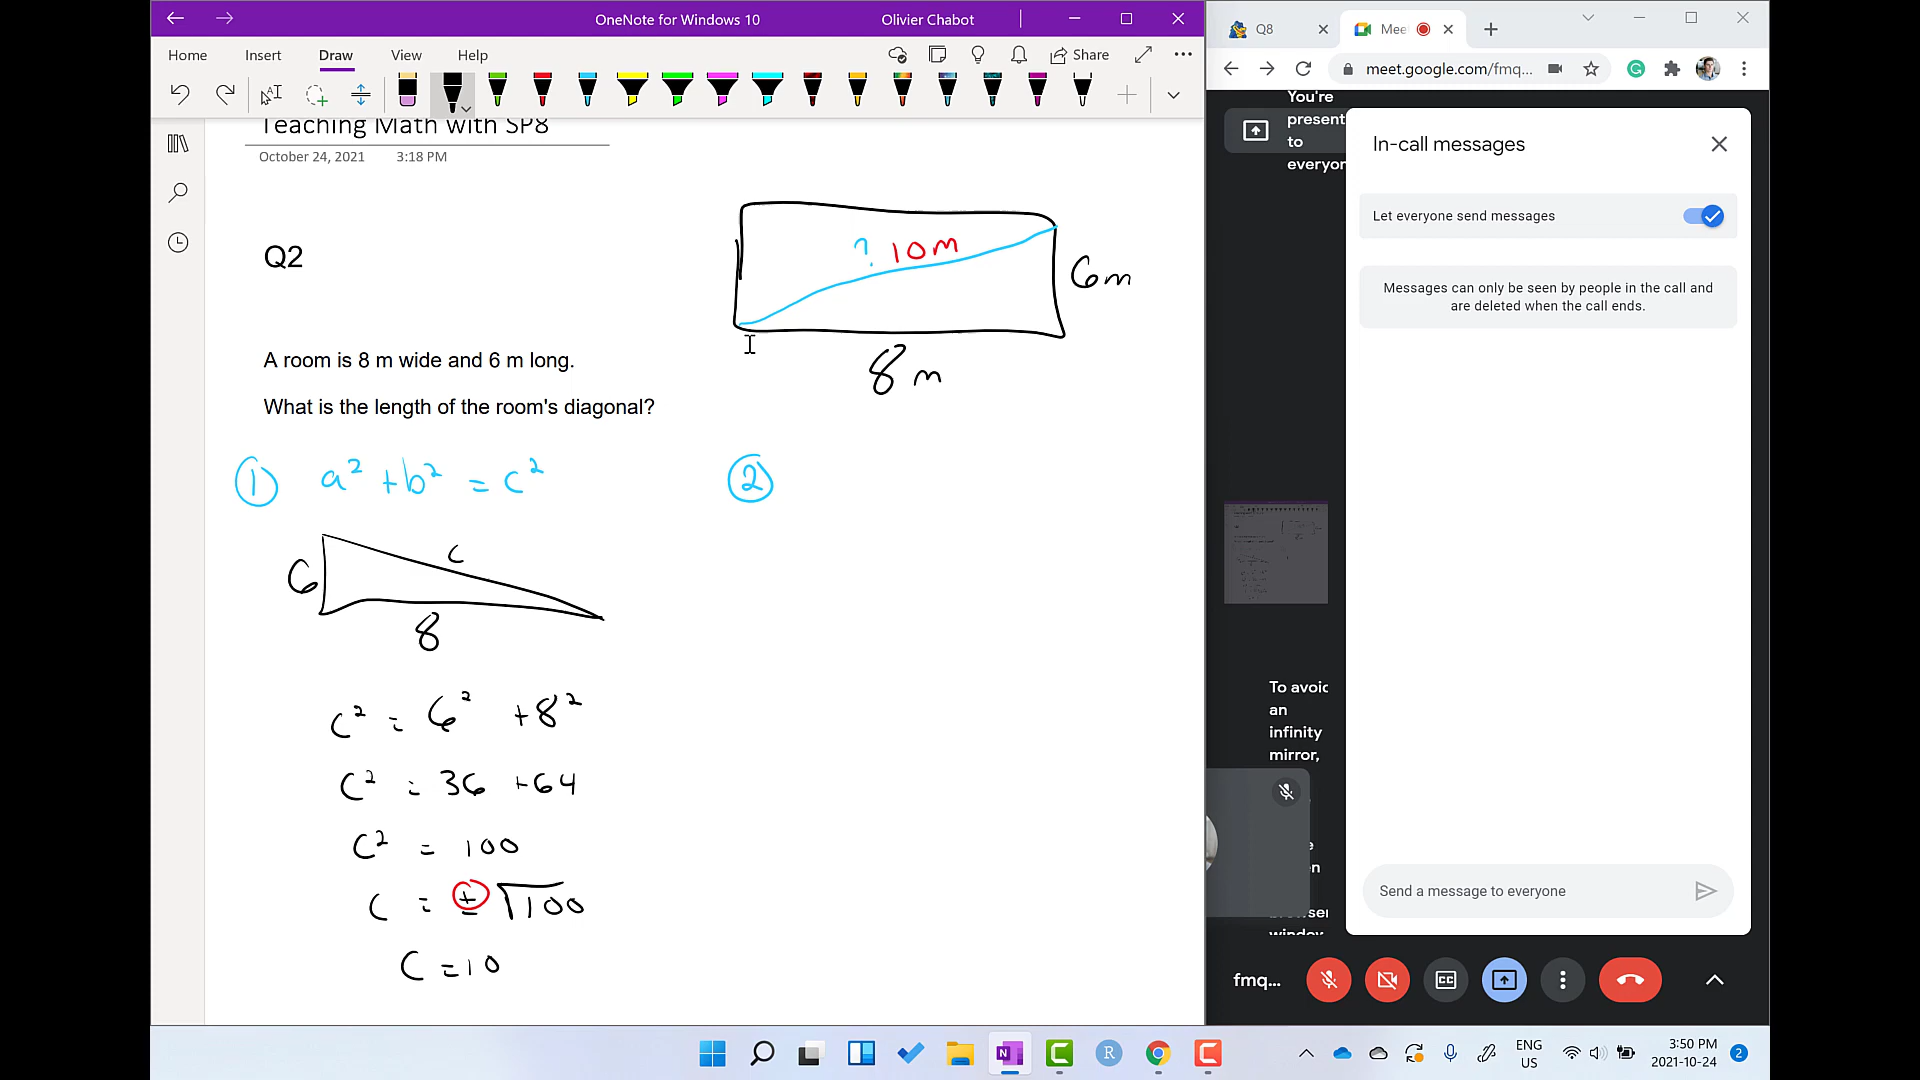 OneNote for Windows 10
Olivier Chabot
Home Insert Draw View Help
Share
Teaching Math with SP8
October 24, 2021 3:18 PM
Q2
? 10m
6m
8 m
A room is 8 m wide and 6 m long.
What is the length of the room's diagonal?
① a² + b² = c²
②
c
6
8
c² = 6² + 8²
c² = 36 + 64
c² = 100
c = ± √100
c = 10
Q8
Mee
meet.google.com/fmq...
You're
present
to
everyor
In-call messages
Let everyone send messages
Messages can only be seen by people in the call and
are deleted when the call ends.
To avoid
an
infinity
mirror,
Send a message to everyone
fmq...
CC
R
ENG
US
3:50 PM
2021-10-24
2